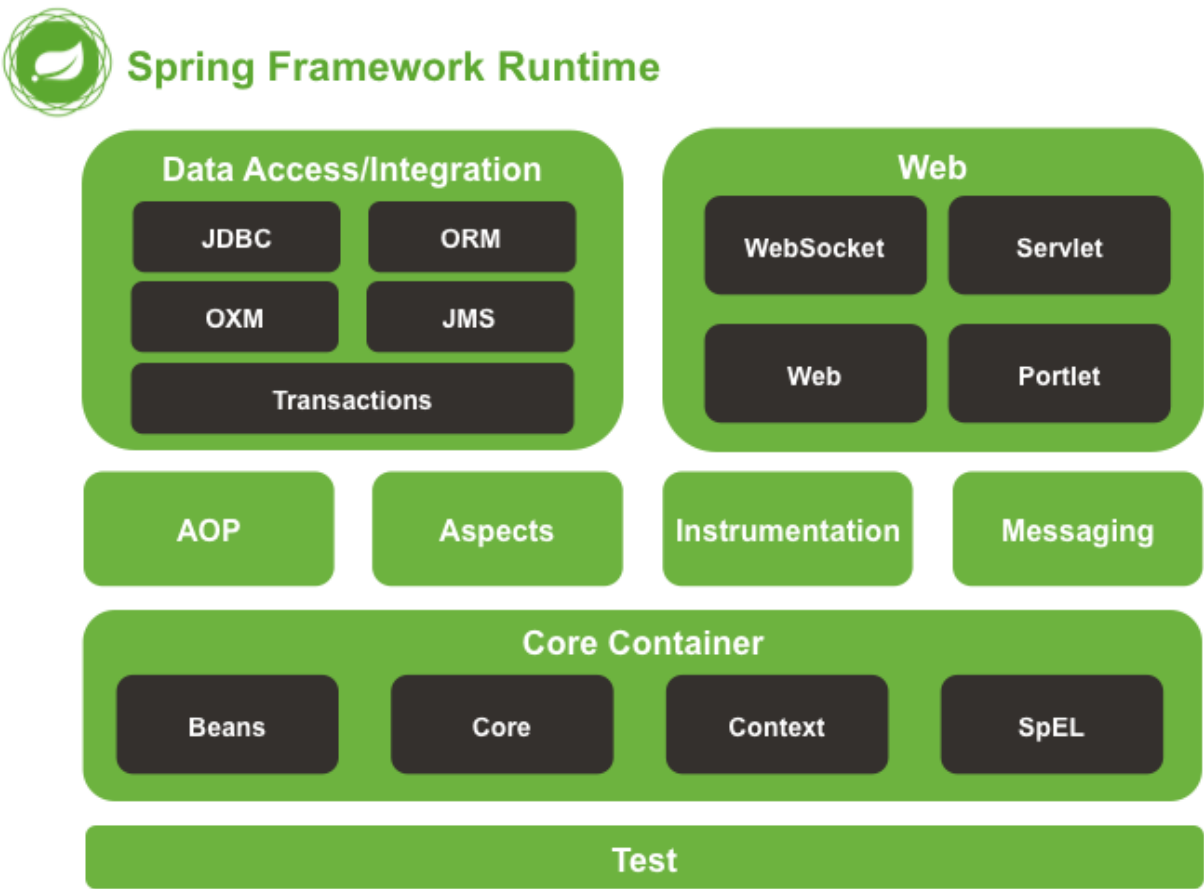 Spring Framework Runtime
Data Access/Integration
JDBC
ORM
OXM
JMS
Transactions
Web
WebSocket
Servlet
Web
Portlet
AOP
Aspects
Instrumentation
Messaging
Core Container
Beans
Core
Context
SpEL
Test